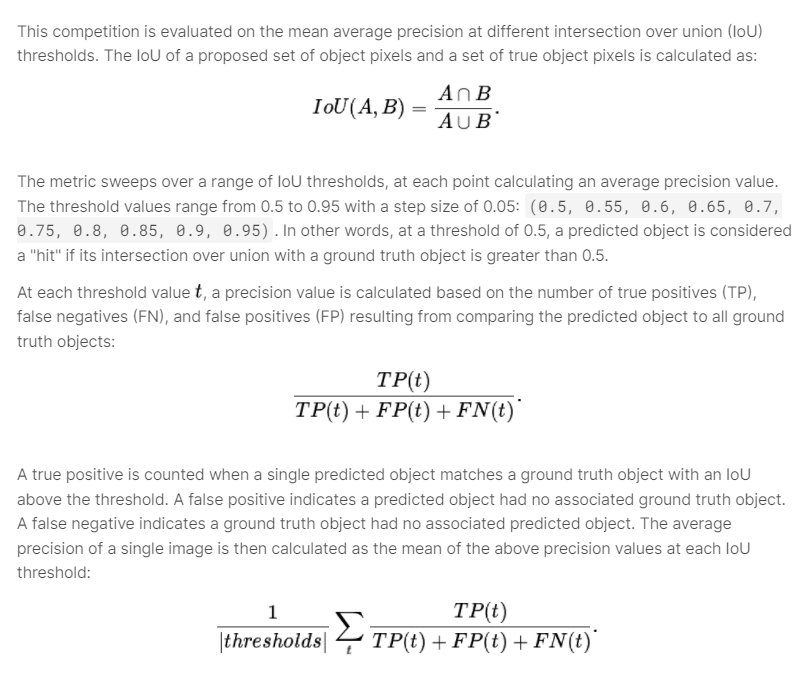 This competition is evaluated on the mean average precision at different intersection over union (IoU)
thresholds. The IoU of a proposed set of object pixels and a set of true object pixels is calculated as:
IoU(A, B) = A ∩ B / A ∪ B.
The metric sweeps over a range of IoU thresholds, at each point calculating an average precision value.
The threshold values range from 0.5 to 0.95 with a step size of 0.05: (0.5, 0.55, 0.6, 0.65, 0.7,
0.75, 0.8, 0.85, 0.9, 0.95). In other words, at a threshold of 0.5, a predicted object is considered
a "hit" if its intersection over union with a ground truth object is greater than 0.5.
At each threshold value t, a precision value is calculated based on the number of true positives (TP),
false negatives (FN), and false positives (FP) resulting from comparing the predicted object to all ground
truth objects:
TP(t) / TP(t) + FP(t) + FN(t).
A true positive is counted when a single predicted object matches a ground truth object with an IoU
above the threshold. A false positive indicates a predicted object had no associated ground truth object.
A false negative indicates a ground truth object had no associated predicted object. The average
precision of a single image is then calculated as the mean of the above precision values at each IoU
threshold:
1 / |thresholds| ∑t TP(t) / TP(t) + FP(t) + FN(t).